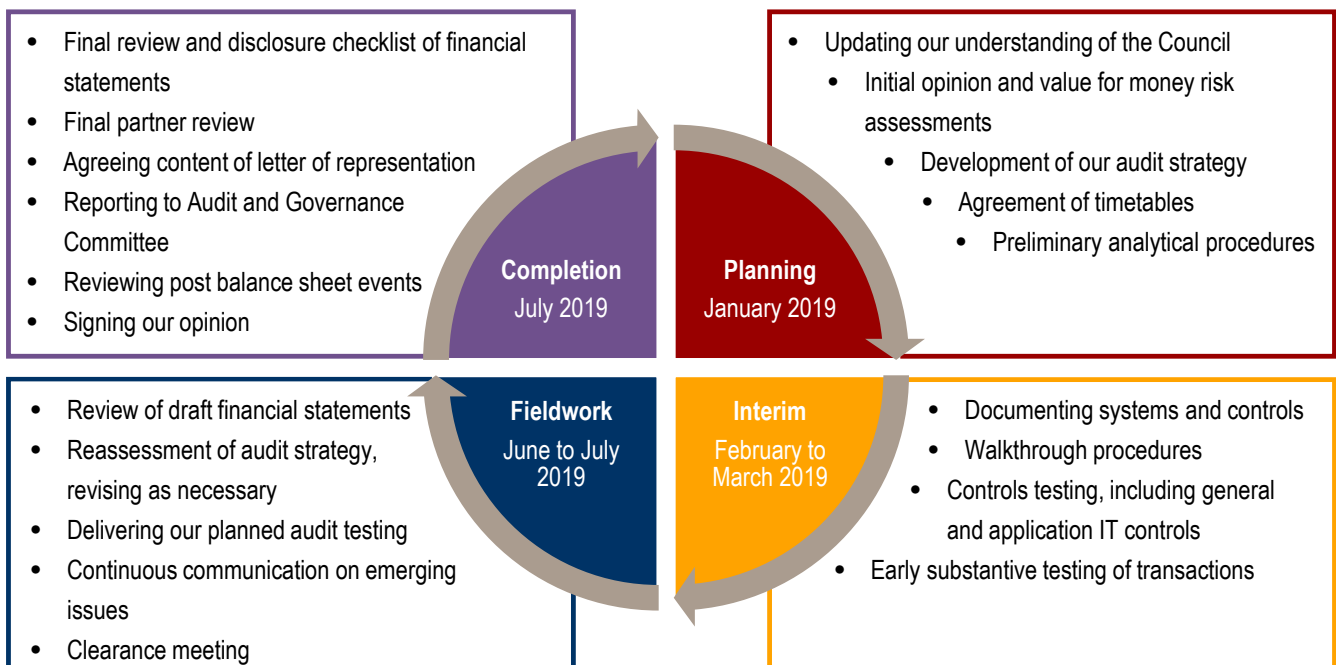 • Final review and disclosure checklist of financial
statements
• Final partner review
• Agreeing content of letter of representation
• Reporting to Audit and Governance
Committee
• Reviewing post balance sheet events
• Signing our opinion
Completion
July 2019
• Updating our understanding of the Council
• Initial opinion and value for money risk
assessments
• Development of our audit strategy
• Agreement of timetables
• Preliminary analytical procedures
Planning
January 2019
• Review of draft financial statements
• Reassessment of audit strategy,
revising as necessary
• Delivering our planned audit testing
• Continuous communication on emerging
issues
• Clearance meeting
Fieldwork
June to July
2019
Interim
February to
March 2019
• Documenting systems and controls
• Walkthrough procedures
• Controls testing, including general
and application IT controls
• Early substantive testing of transactions